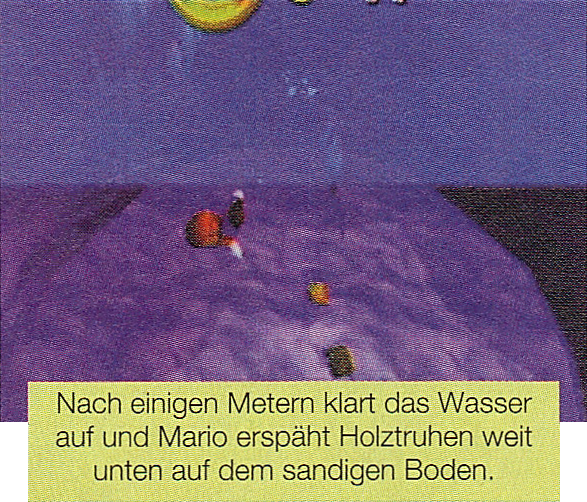 Nach einigen Metern klart das Wasser
auf und Mario erspäht Holztruhen weit
unten auf dem sandigen Boden.